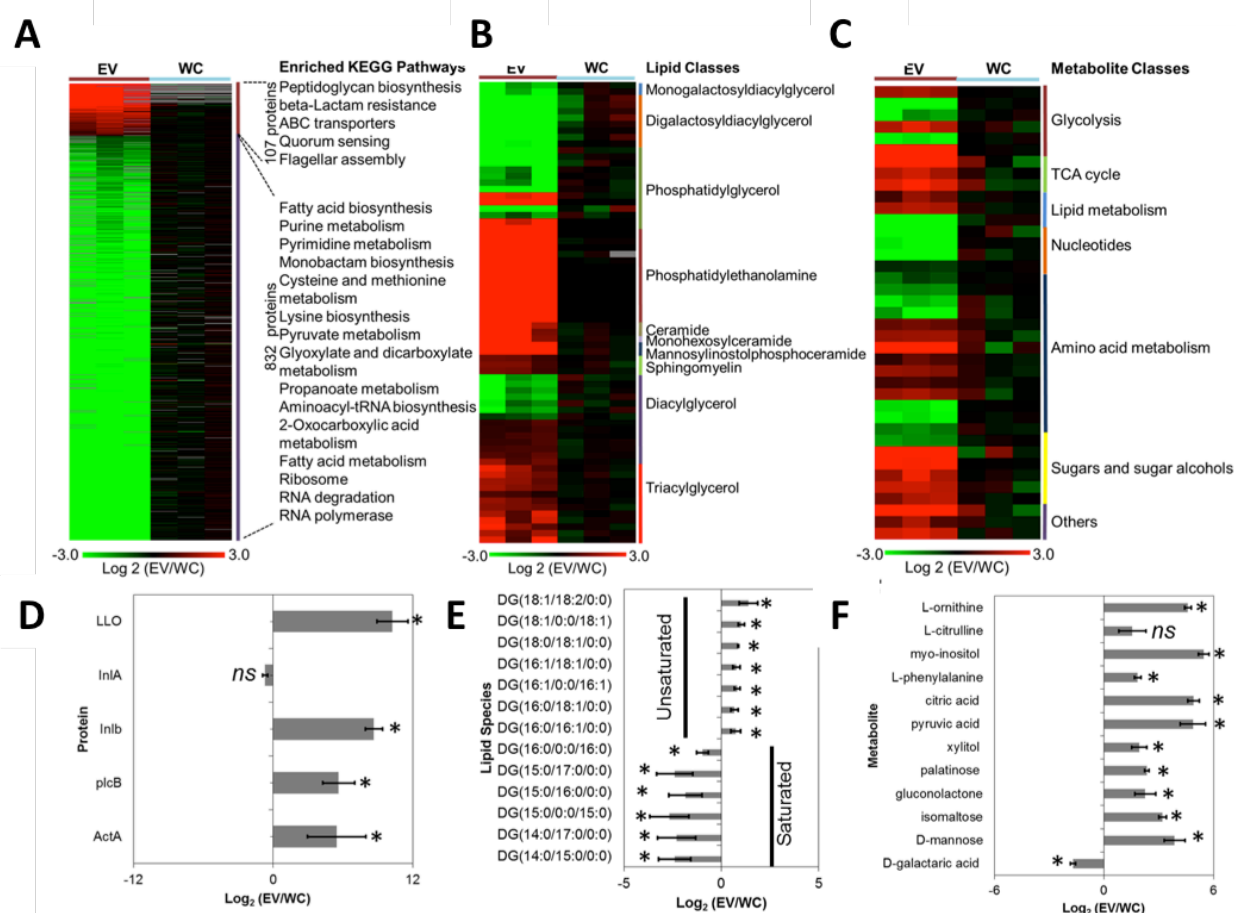 A
EV
WC
Enriched KEGG Pathways
107 proteins
Peptidoglycan biosynthesis
beta-Lactam resistance
ABC transporters
Quorum sensing
Flagellar assembly
832 proteins
Fatty acid biosynthesis
Purine metabolism
Pyrimidine metabolism
Monobactam biosynthesis
Cysteine and methionine
metabolism
Lysine biosynthesis
Pyruvate metabolism
Glyoxylate and dicarboxylate
metabolism
Propanoate metabolism
Aminoacyl-tRNA biosynthesis
2-Oxocarboxylic acid
metabolism
Fatty acid metabolism
Ribosome
RNA degradation
RNA polymerase
-3.0
3.0
Log 2 (EV/WC)
B
EV
WC
Lipid Classes
Monogalactosyldiacylglycerol
Digalactosyldiacylglycerol
Phosphatidylglycerol
Phosphatidylethanolamine
Ceramide
Monohexosylceramide
Mannosylinostolphosphoceramide
Sphingomyelin
Diacylglycerol
Triacylglycerol
-3.0
3.0
Log 2 (EV/WC)
C
EV
WC
Metabolite Classes
Glycolysis
TCA cycle
Lipid metabolism
Nucleotides
Amino acid metabolism
Sugars and sugar alcohols
Others
-3.0
3.0
Log 2 (EV/WC)
D
Protein
LLO
*
InlA
ns
Inlb
*
plcB
*
ActA
*
-12
0
12
Log₂ (EV/WC)
E
Lipid Species
Unsaturated
Saturated
DG(18:1/18:2/0:0)
*
DG(18:1/0:0/18:1)
*
DG(18:0/18:1/0:0)
*
DG(16:1/18:1/0:0)
*
DG(16:1/0:0/16:1)
*
DG(16:0/18:1/0:0)
*
DG(16:0/16:1/0:0)
*
DG(16:0/0:0/16:0)
*
DG(15:0/17:0/0:0)
*
DG(15:0/16:0/0:0)
*
DG(15:0/0:0/15:0)
*
DG(14:0/17:0/0:0)
*
DG(14:0/15:0/0:0)
*
-5
0
5
Log₂ (EV/WC)
F
Metabolite
L-ornithine
*
L-citrulline
ns
myo-inositol
*
L-phenylalanine
*
citric acid
*
pyruvic acid
*
xylitol
*
palatinose
*
gluconolactone
*
isomaltose
*
D-mannose
*
D-galactaric acid
*
-6
0
6
Log₂ (EV/WC)